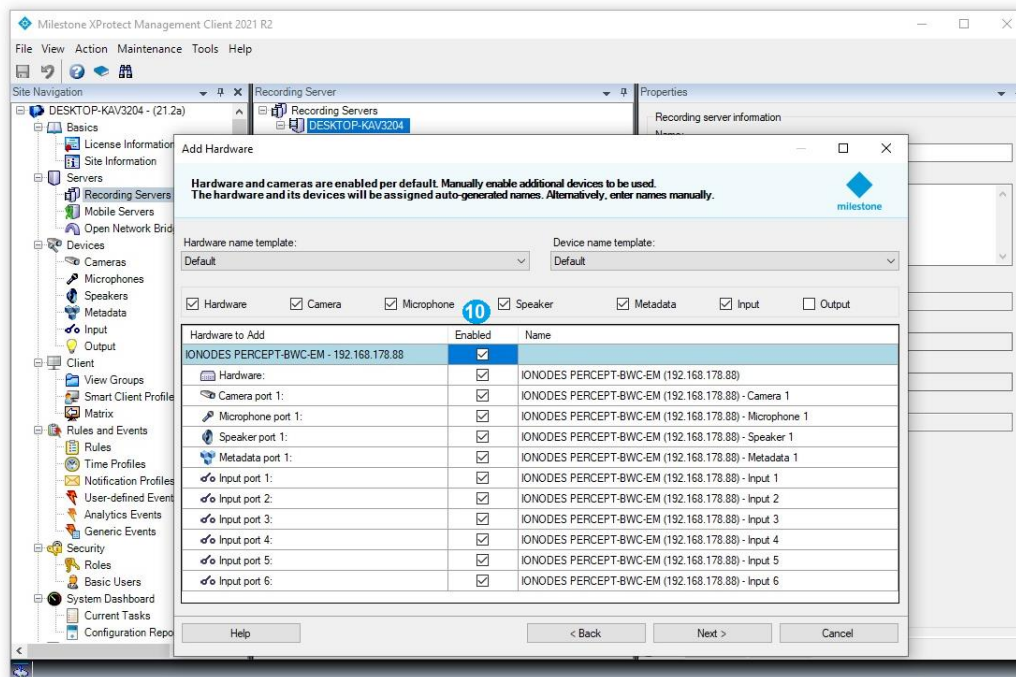 Milestone XProtect Management Client 2021 R2
File View Action Maintenance Tools Help
Site Navigation
DESKTOP-KAV3204 - (21.2a)
Basics
License Information
Site Information
Servers
Recording Servers
Mobile Servers
Open Network Brid
Devices
Cameras
Microphones
Speakers
Metadata
Input
Output
Client
View Groups
Smart Client Profile
Matrix
Rules and Events
Rules
Time Profiles
Notification Profiles
User-defined Event
Analytics Events
Generic Events
Security
Roles
Basic Users
System Dashboard
Current Tasks
Configuration Repo
Recording Server
Recording Servers
DESKTOP-KAV3204
Properties
Recording server information
Add Hardware
Hardware and cameras are enabled per default. Manually enable additional devices to be used.
The hardware and its devices will be assigned auto-generated names. Alternatively, enter names manually.
milestone
Hardware name template: Device name template:
Default Default
Hardware Camera Microphone Speaker Metadata Input Output
10
Hardware to Add Enabled Name
IONODES PERCEPT-BWC-EM - 192.168.178.88
Hardware: IONODES PERCEPT-BWC-EM (192.168.178.88)
Camera port 1: IONODES PERCEPT-BWC-EM (192.168.178.88) - Camera 1
Microphone port 1: IONODES PERCEPT-BWC-EM (192.168.178.88) - Microphone 1
Speaker port 1: IONODES PERCEPT-BWC-EM (192.168.178.88) - Speaker 1
Metadata port 1: IONODES PERCEPT-BWC-EM (192.168.178.88) - Metadata 1
Input port 1: IONODES PERCEPT-BWC-EM (192.168.178.88) - Input 1
Input port 2: IONODES PERCEPT-BWC-EM (192.168.178.88) - Input 2
Input port 3: IONODES PERCEPT-BWC-EM (192.168.178.88) - Input 3
Input port 4: IONODES PERCEPT-BWC-EM (192.168.178.88) - Input 4
Input port 5: IONODES PERCEPT-BWC-EM (192.168.178.88) - Input 5
Input port 6: IONODES PERCEPT-BWC-EM (192.168.178.88) - Input 6
Help < Back Next > Cancel